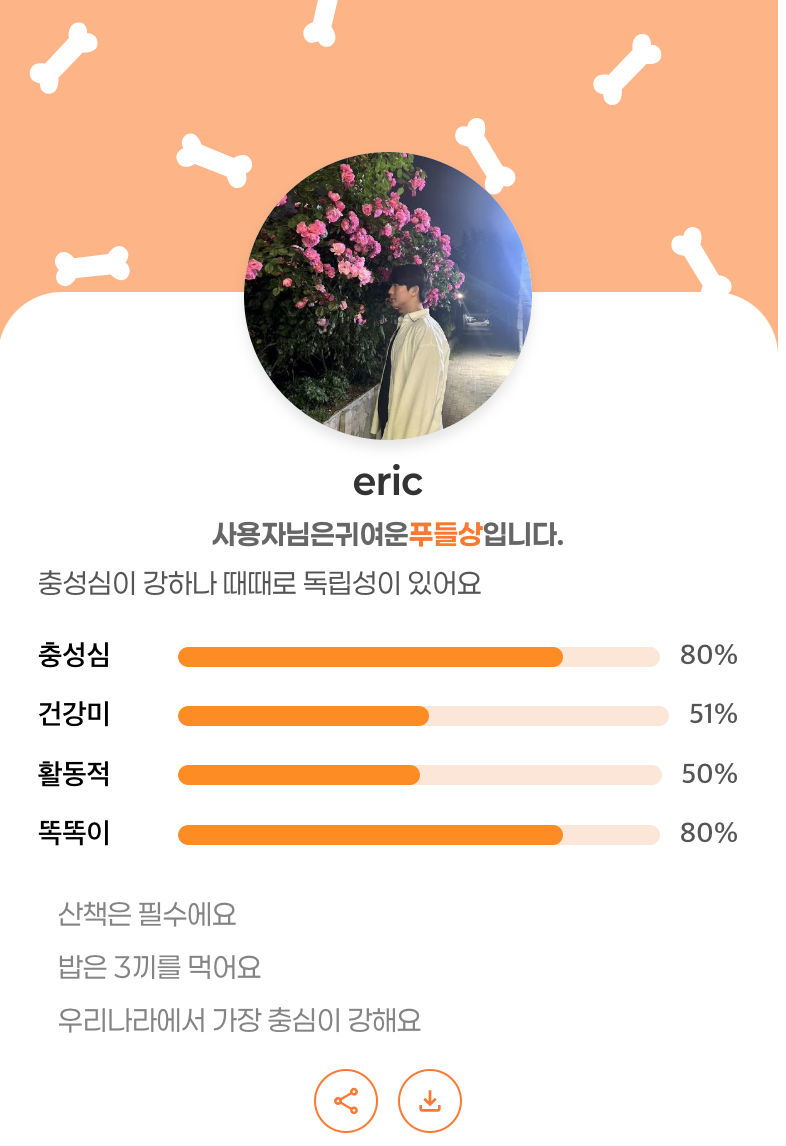 eric
사용자님은귀여운푸들상입니다.
충성심이 강하나 때때로 독립성이 있어요
충성심 80%
건강미 51%
활동적 50%
똑똑이 80%
산책은 필수에요
밥은 3끼를 먹어요
우리나라에서 가장 충심이 강해요